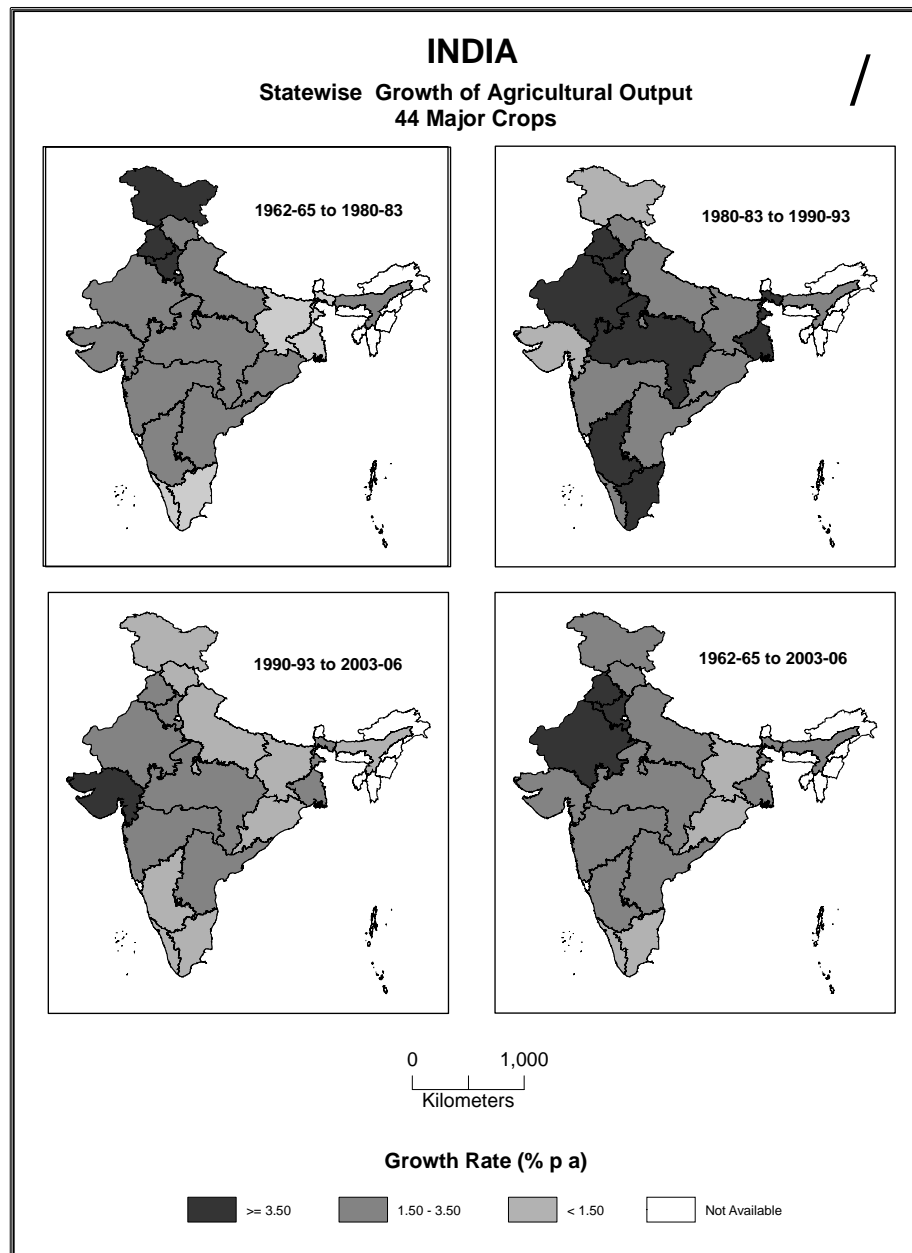 INDIA
Statewise Growth of Agricultural Output
44 Major Crops
/
1962-65 to 1980-83
1980-83 to 1990-93
1990-93 to 2003-06
1962-65 to 2003-06
0 1,000
Kilometers
Growth Rate (% p a)
>= 3.50 1.50 - 3.50 < 1.50 Not Available